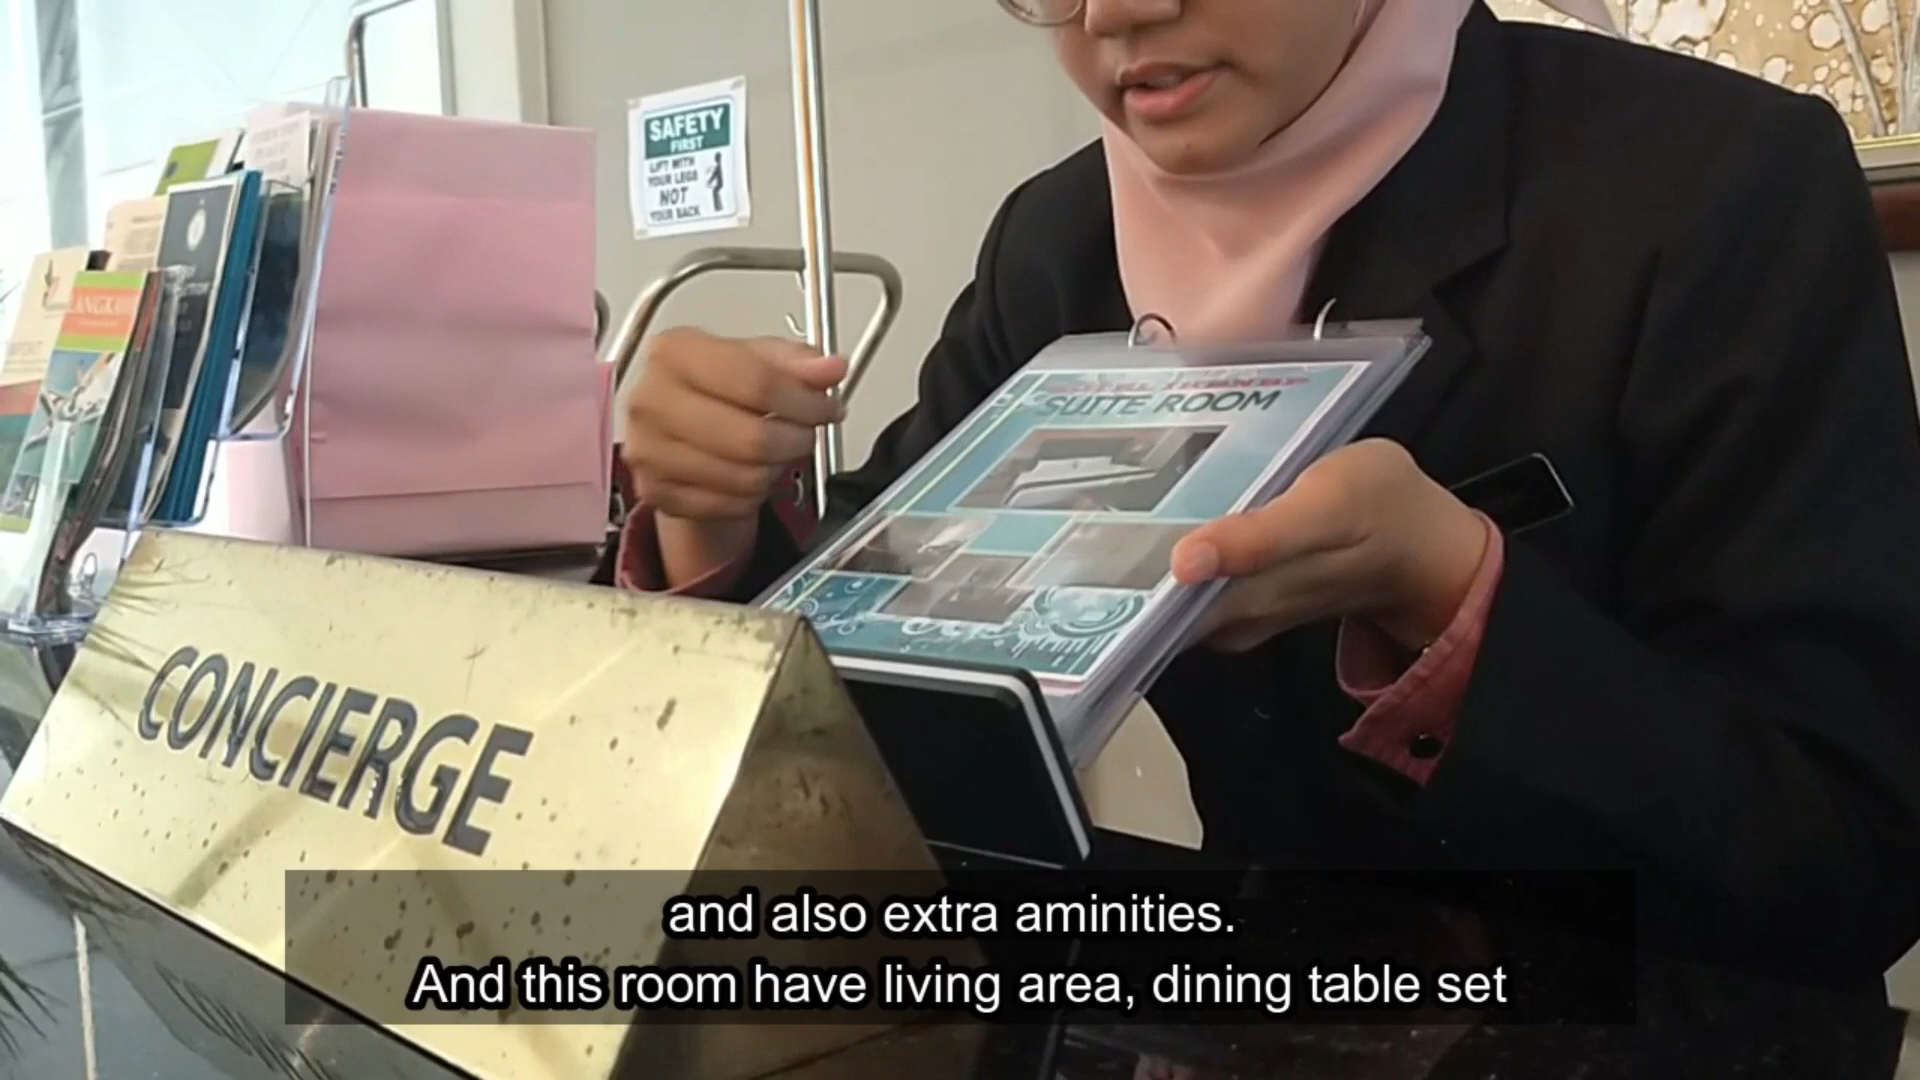 SAFETY
FIRST
LIFT WITH
YOUR LEGS
NOT
YOUR BACK
SUITE ROOM
CONCIERGE
and also extra aminities.
And this room have living area, dining table set